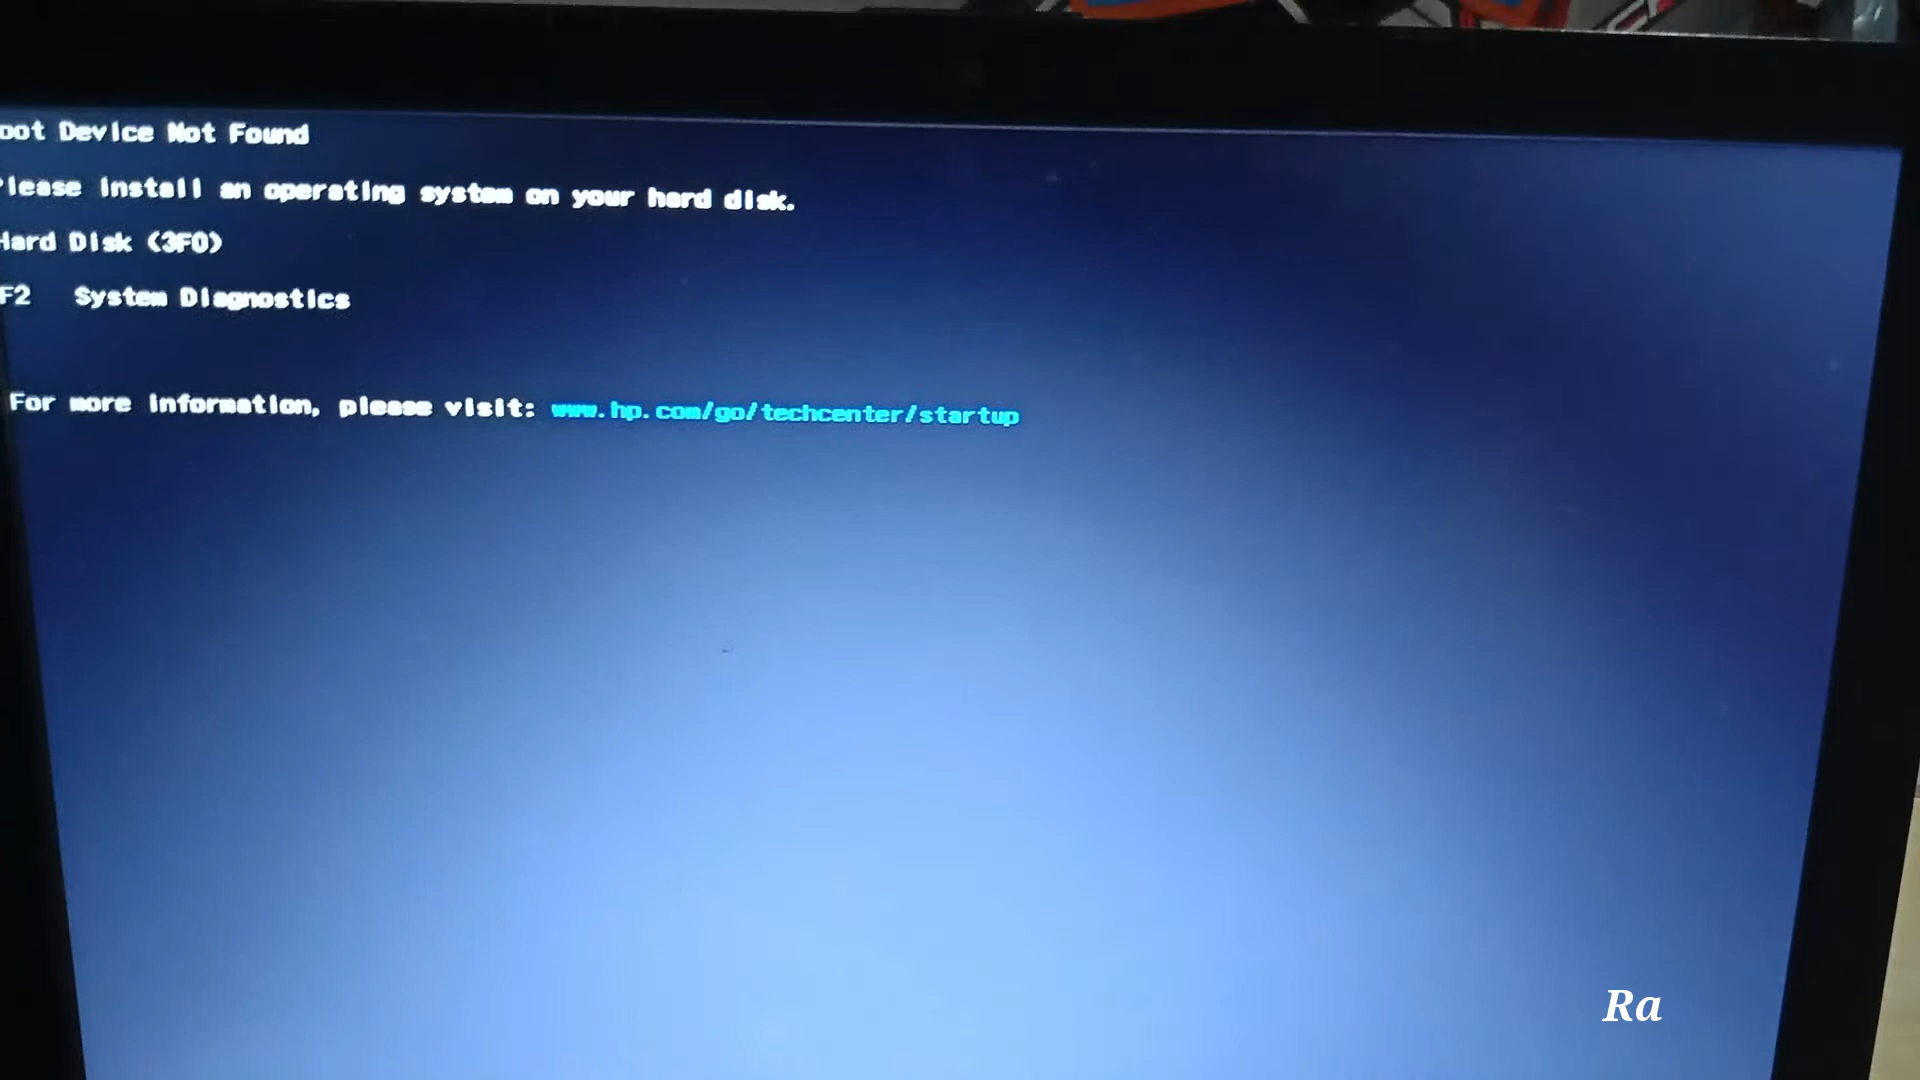 oot Device Not Found
lease install an operating system on your hard disk.
Hard Disk (3F0)
F2 System Diagnostics
For more information, please visit: www.hp.com/go/techcenter/startup
Ra